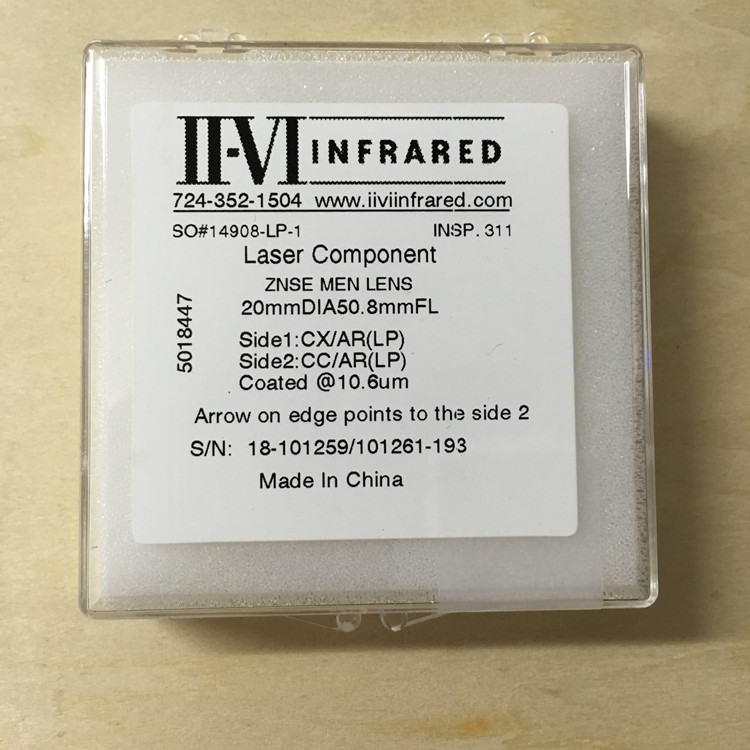 II-VI INFRARED
724-352-1504 www.iiviinfrared.com
SO#14908-LP-1 INSP. 311
Laser Component
ZNSE MEN LENS
20mmDIA50.8mmFL
5018447
Side1:CX/AR(LP)
Side2:CC/AR(LP)
Coated @10.6um
Arrow on edge points to the side 2
S/N: 18-101259/101261-193
Made In China